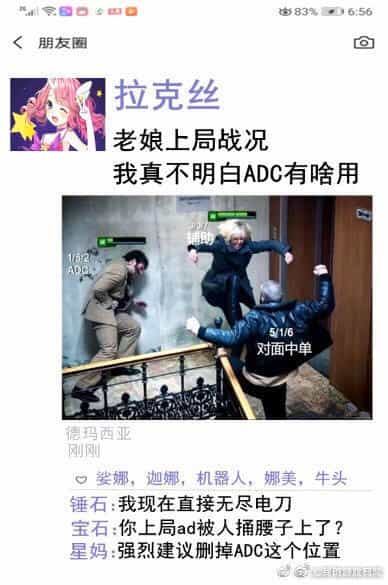 83% 6:56
朋友圈
拉克丝
老娘上局战况
我真不明白ADC有啥用
1/6/2
ADC
3/3/7
辅助
5/1/6
对面中单
德玛西亚
刚刚
娑娜，迦娜，机器人，娜美，牛头
锤石:我现在直接无尽电刀
宝石:你上局ad被人捅腰子上了？
星妈:强烈建议删掉ADC这个位置